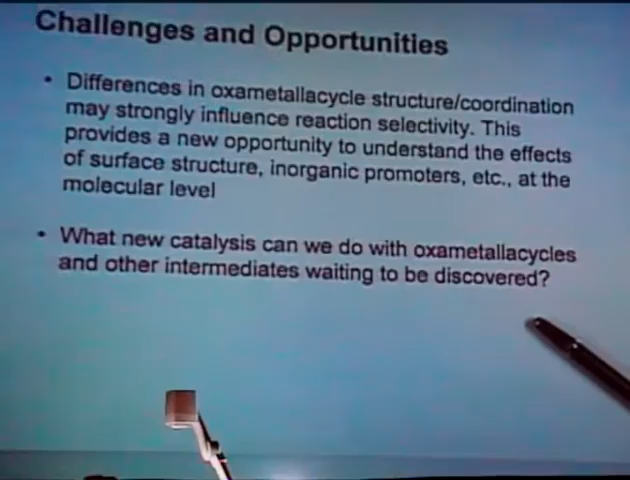 Challenges and Opportunities
• Differences in oxametallacycle structure/coordination
may strongly influence reaction selectivity. This
provides a new opportunity to understand the effects
of surface structure, inorganic promoters, etc., at the
molecular level
• What new catalysis can we do with oxametallacycles
and other intermediates waiting to be discovered?